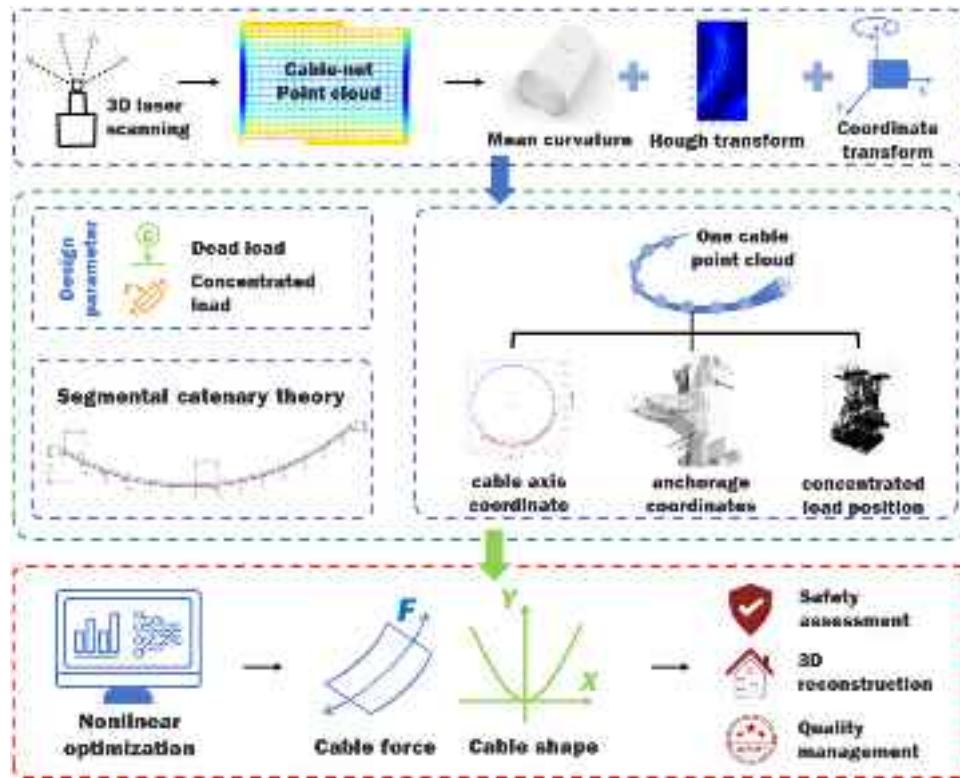 3D laser
scanning
Cable-net
Point cloud
Mean curvature
Hough transform
Coordinate
transform
Design
parameter
Dead load
Concentrated
load
Segmental catenary theory
One cable
point cloud
cable axis
coordinate
anchorage
coordinates
concentrated
load position
Nonlinear
optimization
F
Cable force
Y
X
Cable shape
Safety
assessment
3D
reconstruction
Quality
management